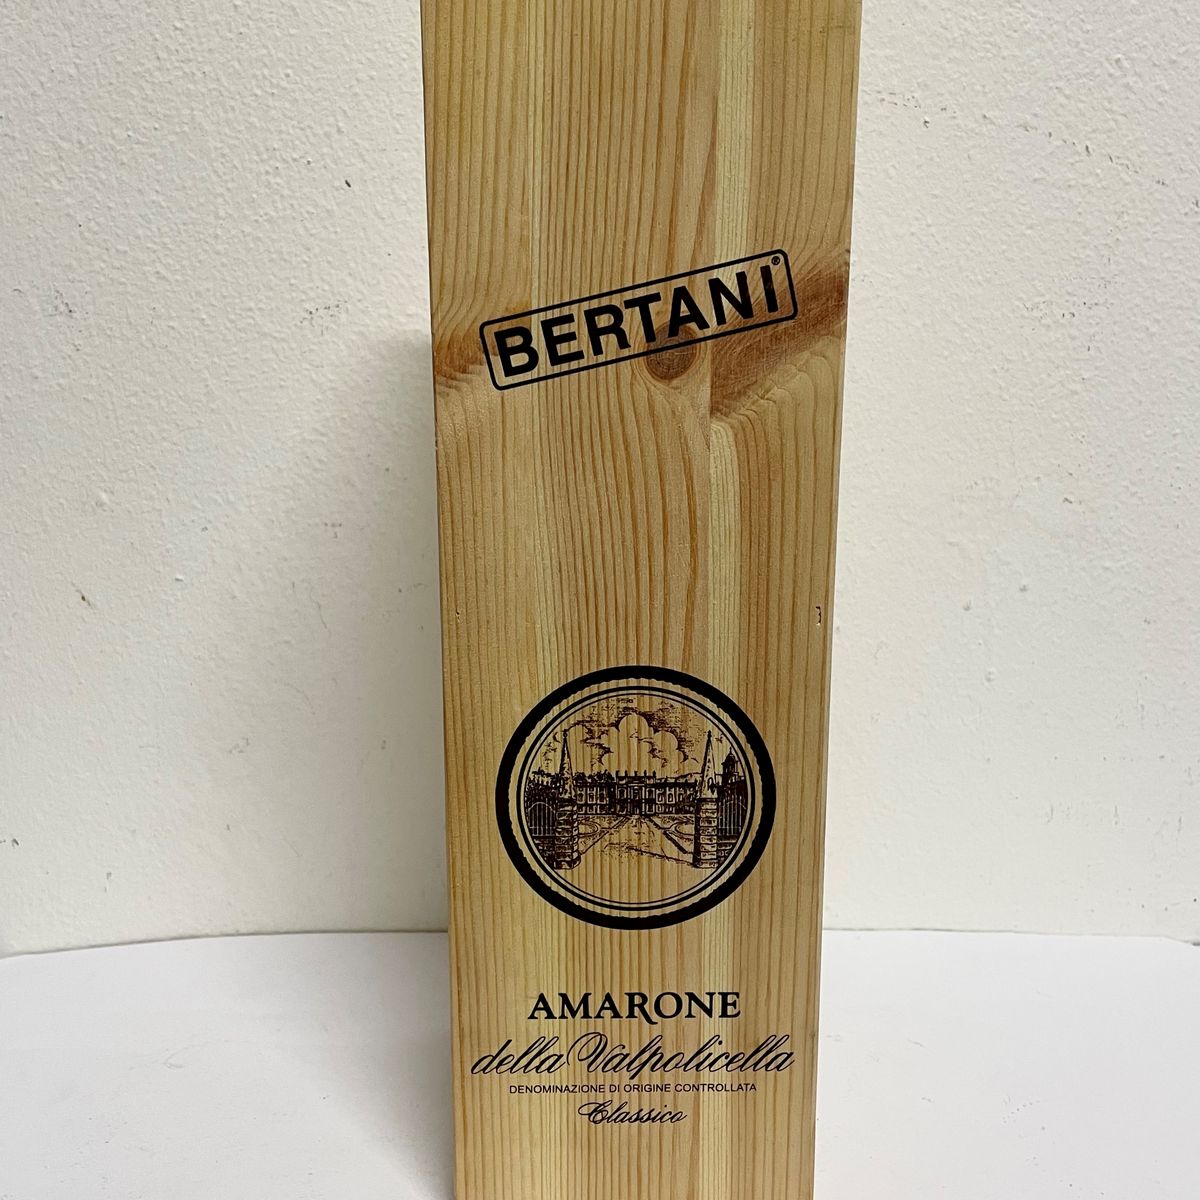 BERTANI®
AMARONE
della Valpolicella
DENOMINAZIONE DI ORIGINE CONTROLLATA
Classico